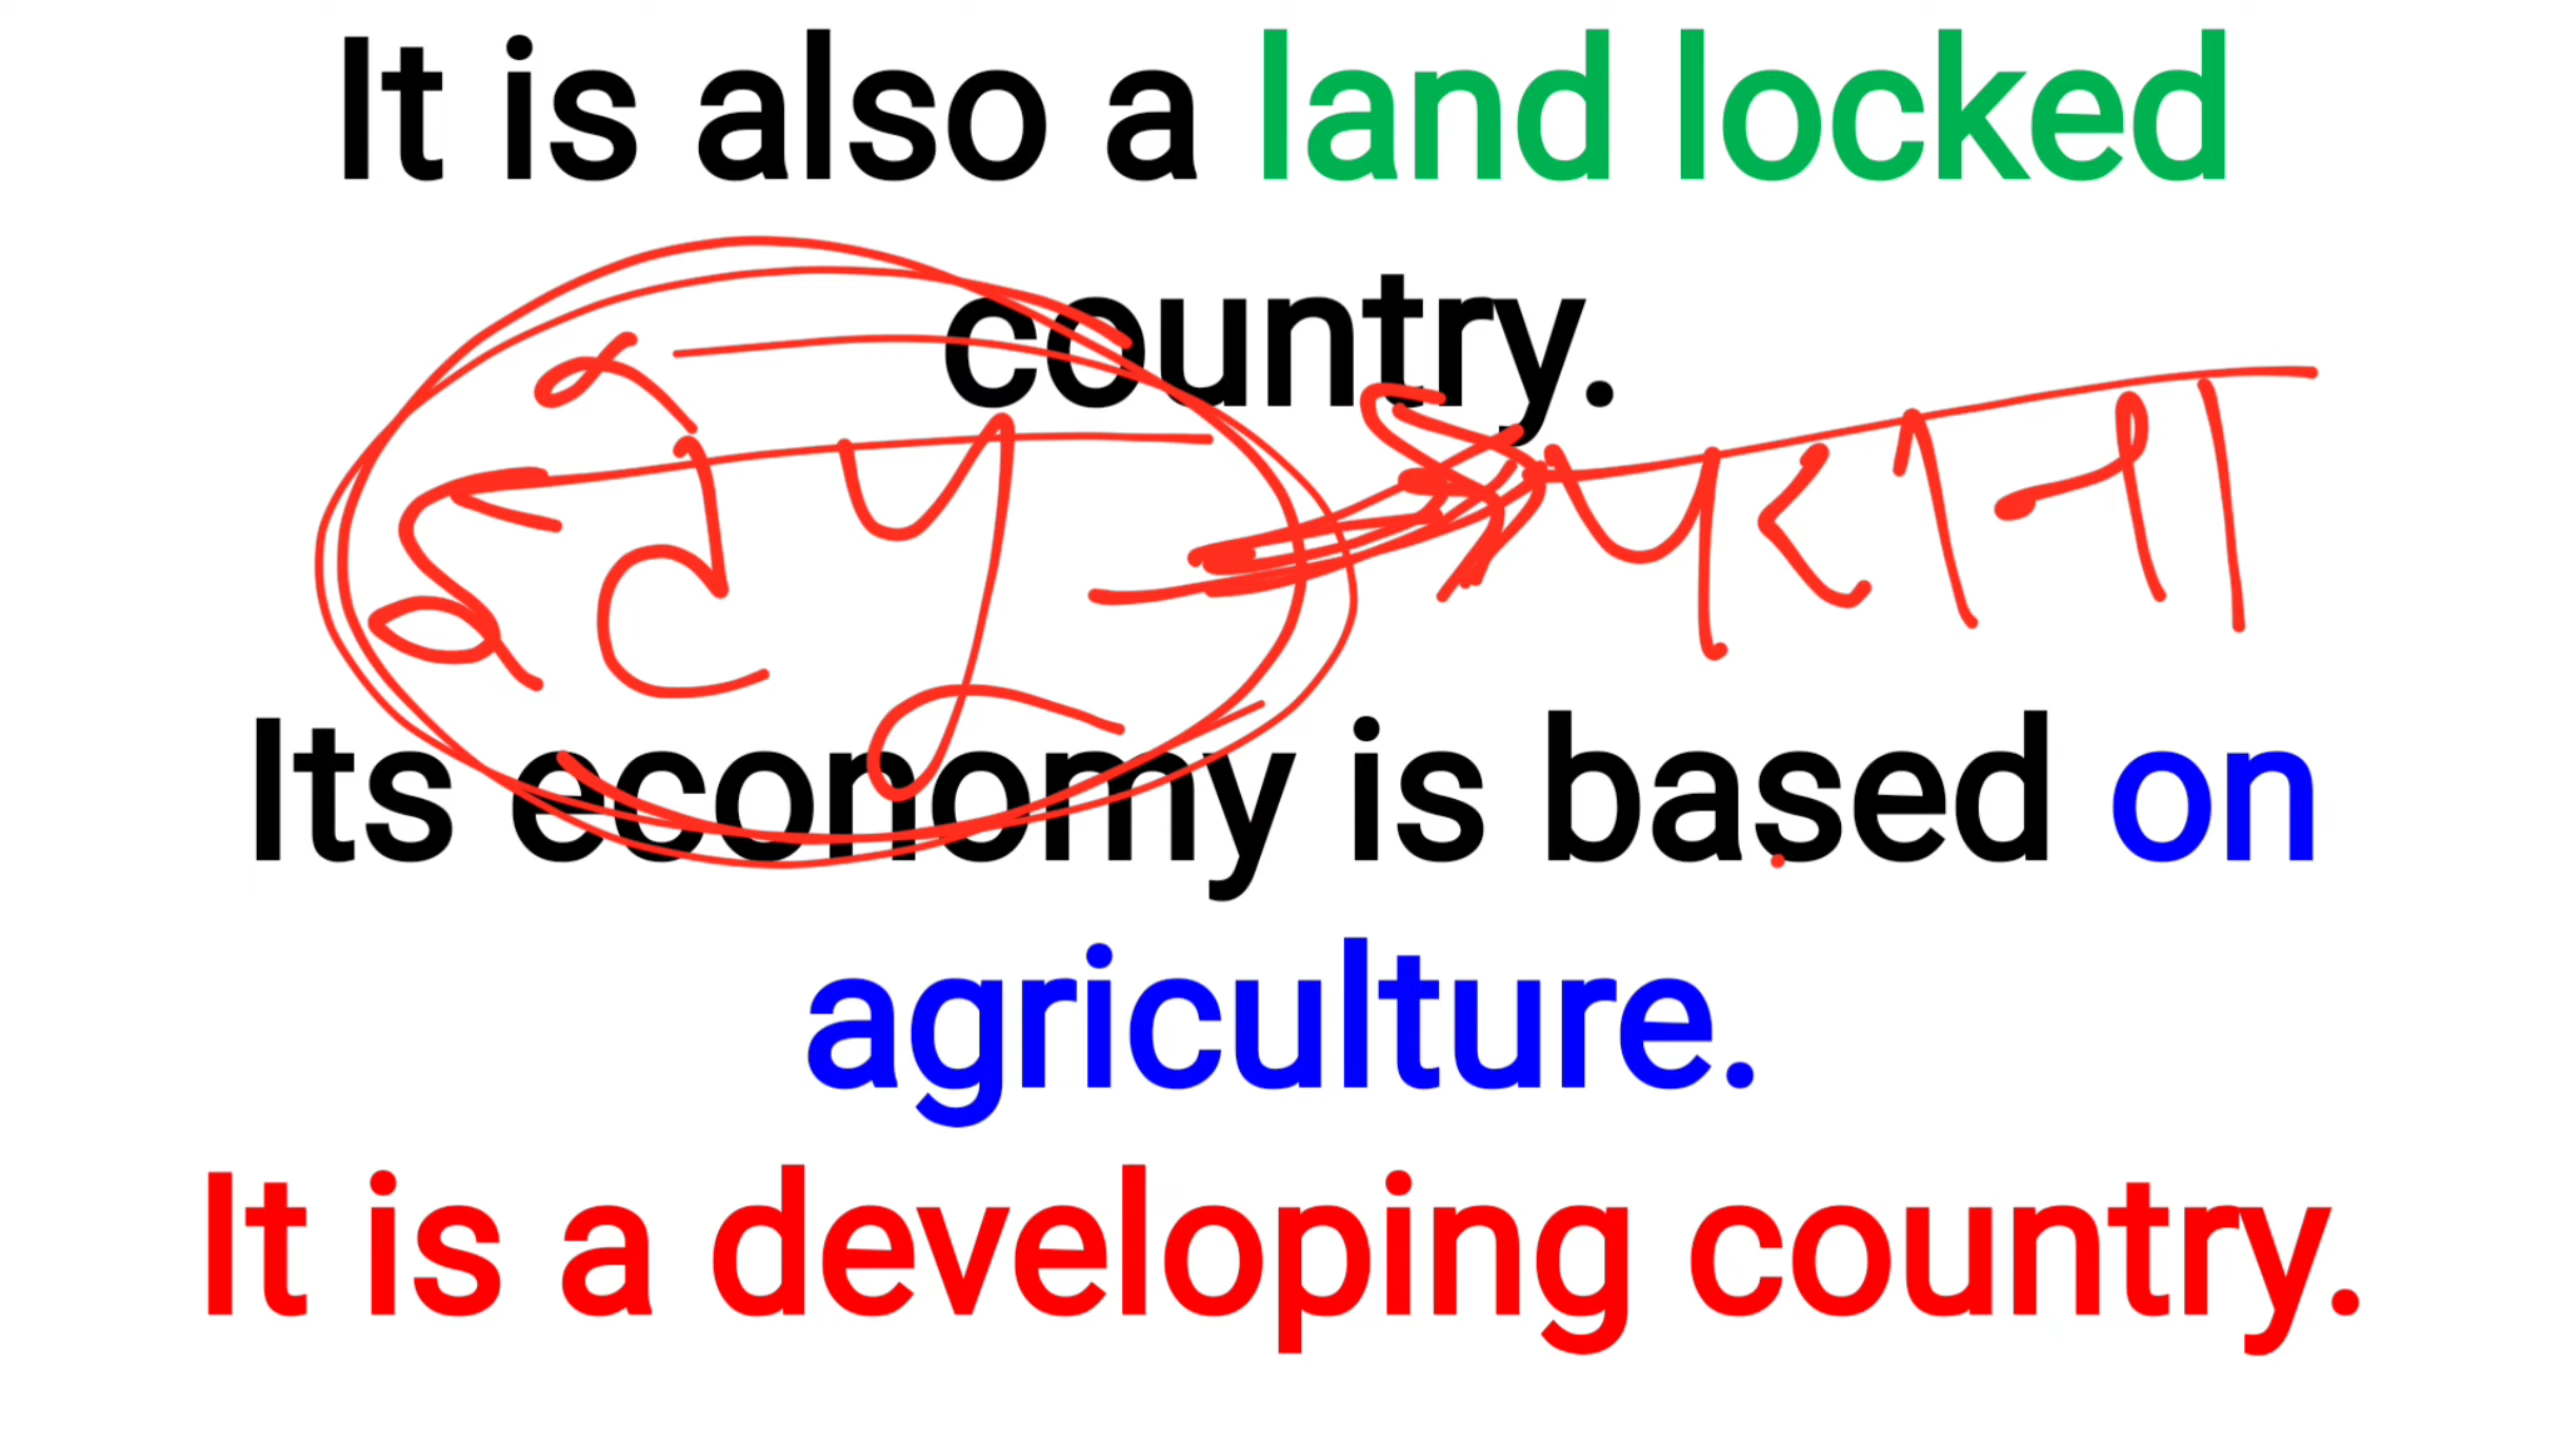 It is also a land locked
country.
Its economy is based on
agriculture.
It is a developing country.